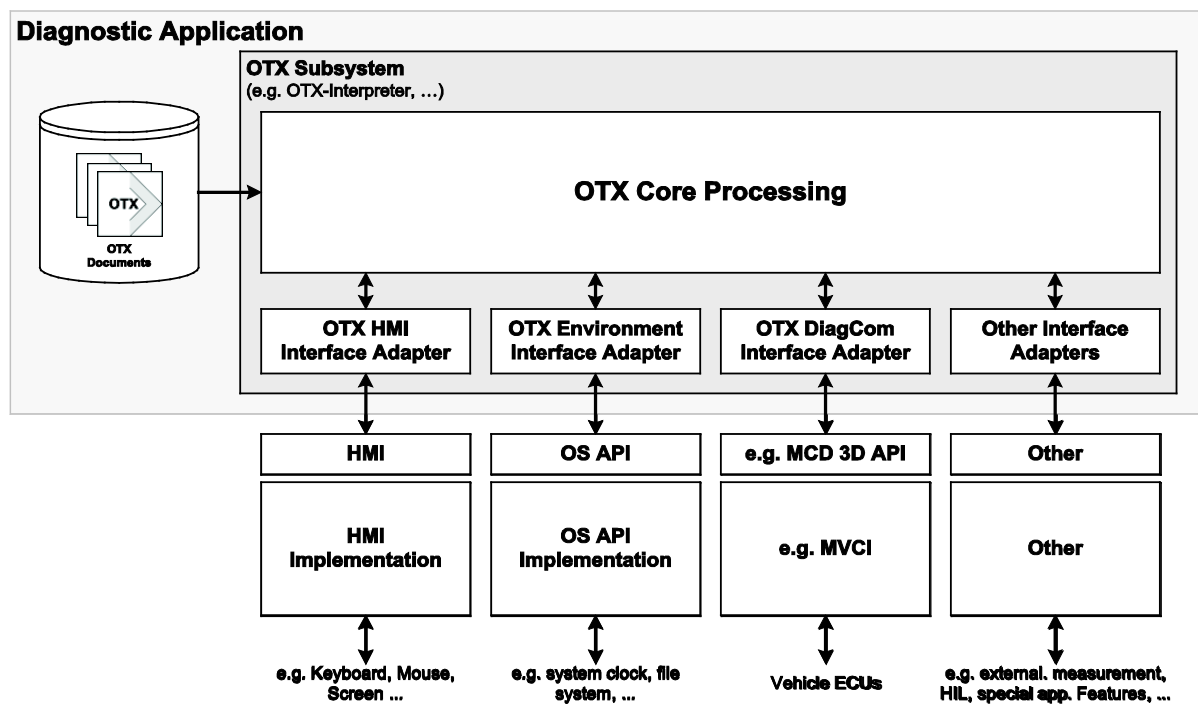 Diagnostic Application
OTX Subsystem
(e.g. OTX-Interpreter, ...)
OTX
OTX
Documents
OTX Core Processing
OTX HMI
Interface Adapter
OTX Environment
Interface Adapter
OTX DiagCom
Interface Adapter
Other Interface
Adapters
HMI
OS API
e.g. MCD 3D API
Other
HMI
Implementation
OS API
Implementation
e.g. MVCI
Other
e.g. Keyboard, Mouse,
Screen ...
e.g. system clock, file
system, ...
Vehicle ECUs
e.g. external. measurement,
HIL, special app. Features, ...